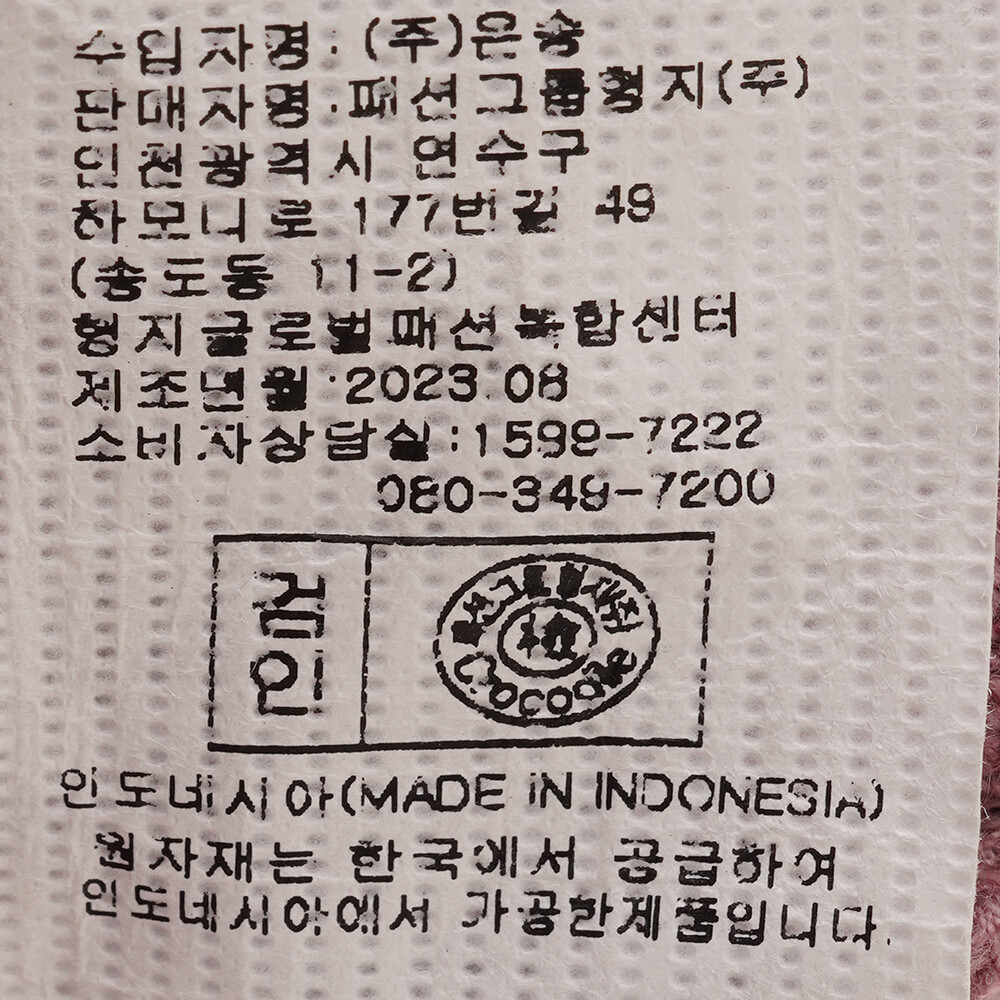 수입자명: (주)은송
판매자명:패션그룹형지(주)
인천광역시 연수구
하모니로 177번길 49
(송도동 11-2)
형지글로벌패션복합센터
제조년월:2023.08
소비자상담실:1599-7222
080-349-7200
검인
인도네시아(MADE IN INDONESIA)
원자재는 한국에서 공급하여
인도네시아에서 가공한제품입니다.